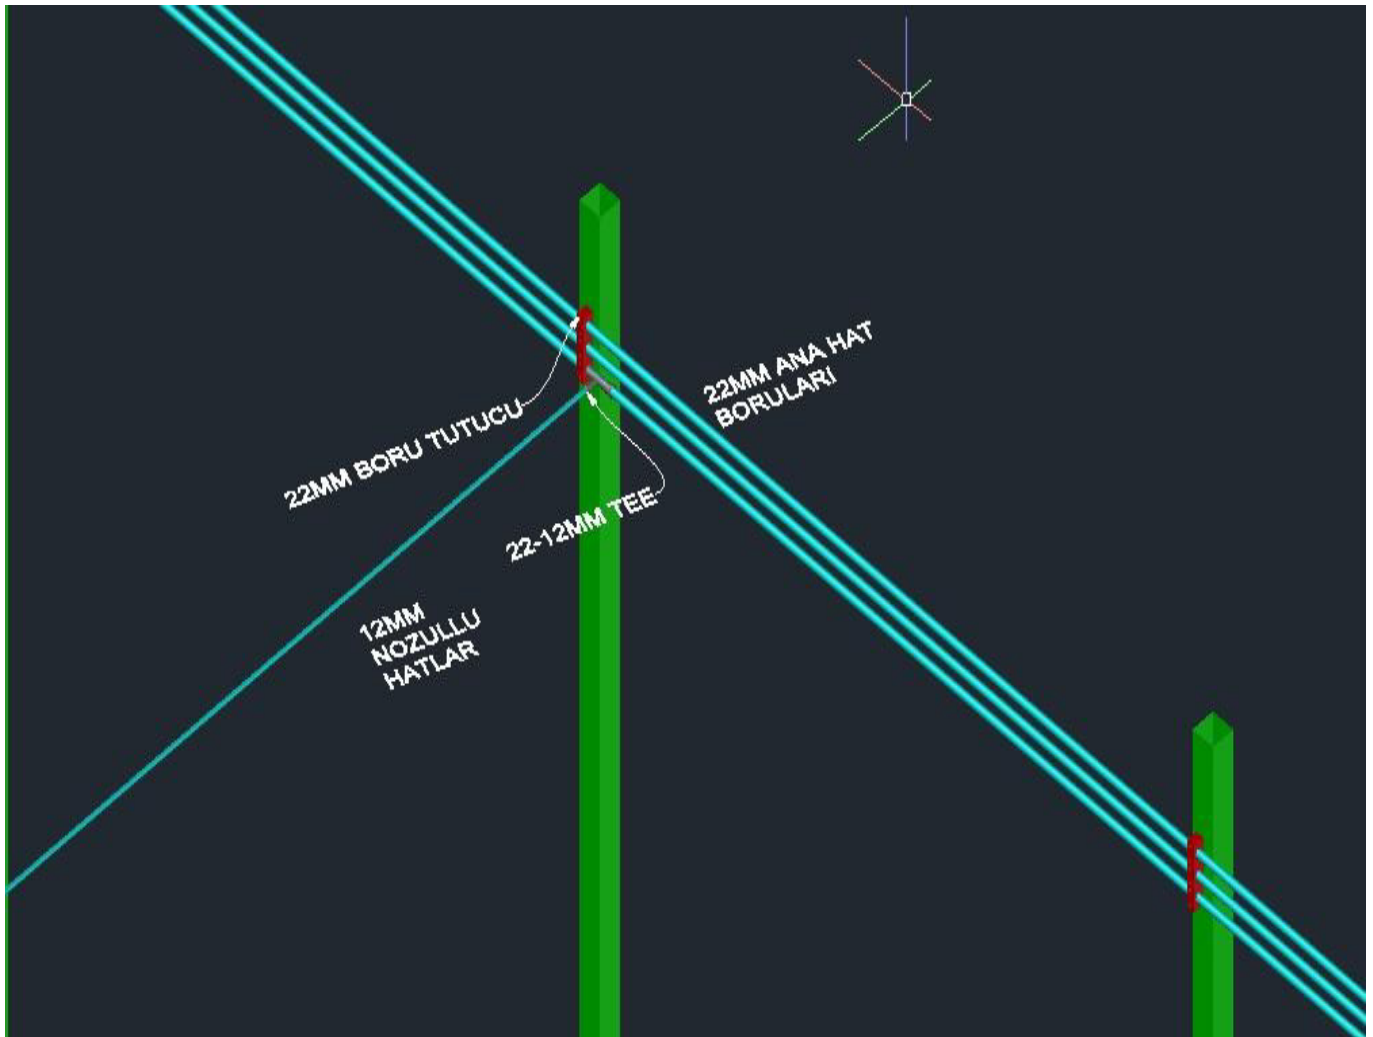 22MM ANA HAT
BORULARI
22MM BORU TUTUCU
22-12MM TEE
12MM
NOZULLU
HATLAR